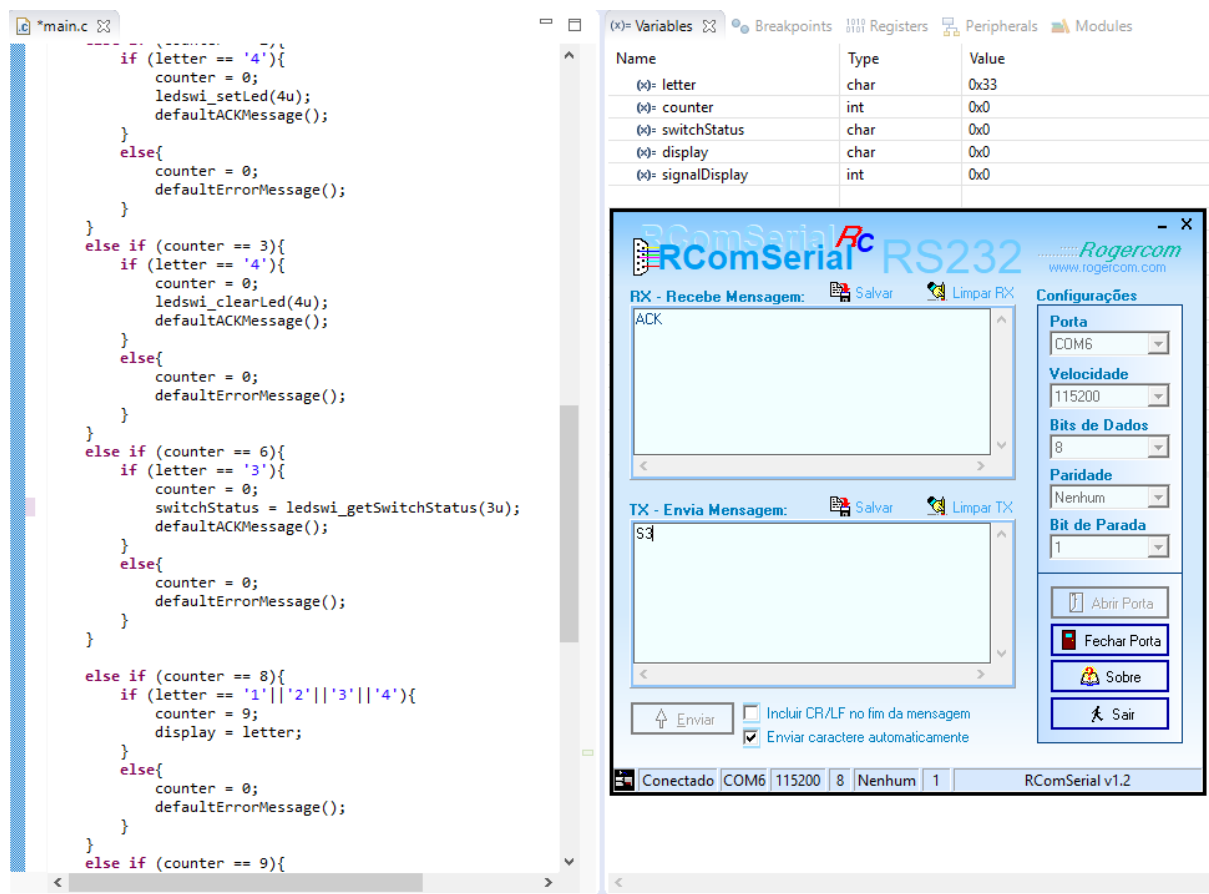 *main.c
if (letter == '4'){
counter = 0;
ledswi_setLed(4u);
defaultACKMessage();
}
else{
counter = 0;
defaultErrorMessage();
}
}
else if (counter == 3){
if (letter == '4'){
counter = 0;
ledswi_clearLed(4u);
defaultACKMessage();
}
else{
counter = 0;
defaultErrorMessage();
}
}
else if (counter == 6){
if (letter == '3'){
counter = 0;
switchStatus = ledswi_getSwitchStatus(3u);
defaultACKMessage();
}
else{
counter = 0;
defaultErrorMessage();
}
}
else if (counter == 8){
if (letter == '1'||'2'||'3'||'4'){
counter = 9;
display = letter;
}
else{
counter = 0;
defaultErrorMessage();
}
}
else if (counter == 9){
(x)= Variables Breakpoints Registers Peripherals Modules
Name Type Value
(x)= letter char 0x33
(x)= counter int 0x0
(x)= switchStatus char 0x0
(x)= display char 0x0
(x)= signalDisplay int 0x0
RComSerial RC RS232
Rogercom
www.rogercom.com
RX - Recebe Mensagem: Salvar Limpar RX
ACK
TX - Envia Mensagem: Salvar Limpar TX
S3
Enviar
Incluir CR/LF no fim da mensagem
Enviar caractere automaticamente
Configurações
Porta
COM6
Velocidade
115200
Bits de Dados
8
Paridade
Nenhum
Bit de Parada
1
Abrir Porta
Fechar Porta
Sobre
Sair
Conectado COM6 115200 8 Nenhum 1 RComSerial v1.2